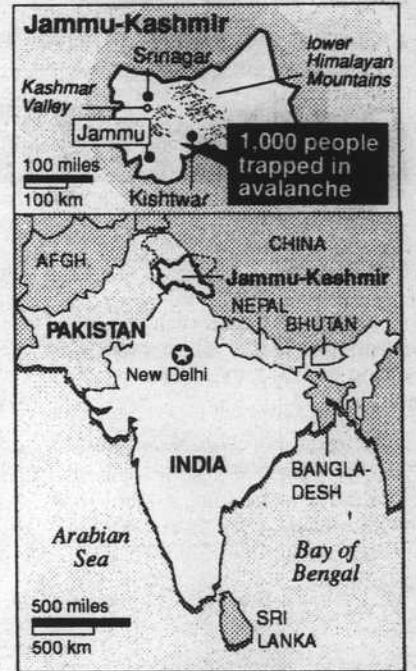 Jammu-Kashmir
Srinagar
lower
Himalayan
Mountains
Kashmar
Valley
Jammu
1,000 people
trapped in
avalanche
100 miles
100 km
Kishtwar
CHINA
AFGH.
Jammu-Kashmir
NEPAL
BHUTAN
PAKISTAN
New Delhi
INDIA
BANGLA-
DESH
Arabian
Sea
Bay of
Bengal
500 miles
500 km
SRI
LANKA